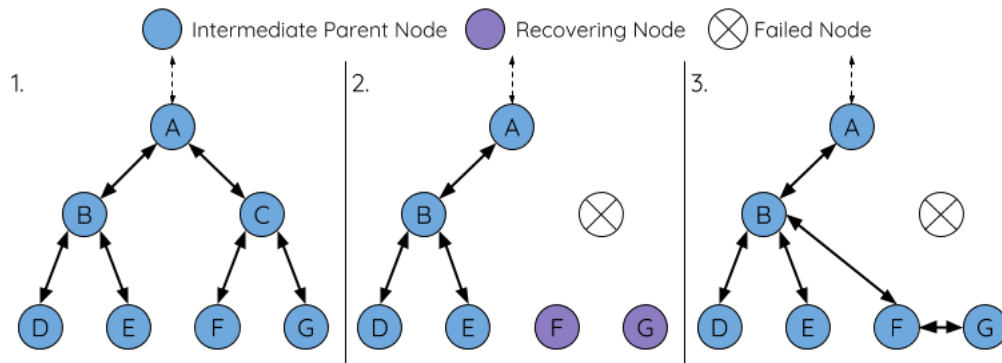 Intermediate Parent Node Recovering Node Failed Node
1. 2. 3.
A A A
B C B B
D E F G D E F G D E F G